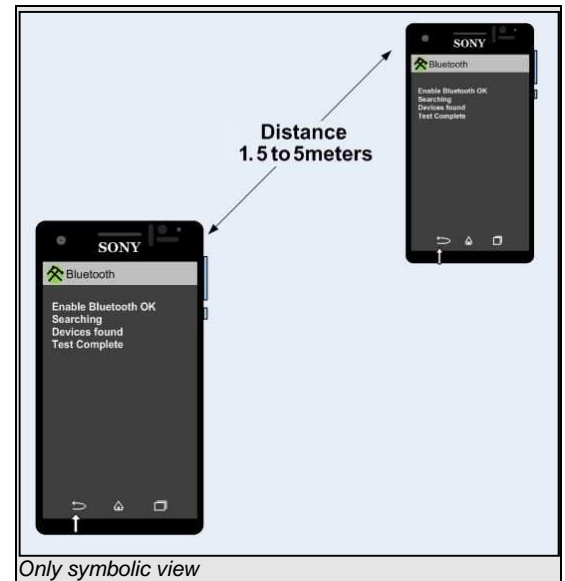 SONY
Bluetooth
Enable Bluetooth OK
Searching
Devices found
Test Complete
Distance
1.5 to 5meters
SONY
Bluetooth
Enable Bluetooth OK
Searching
Devices found
Test Complete
Only symbolic view